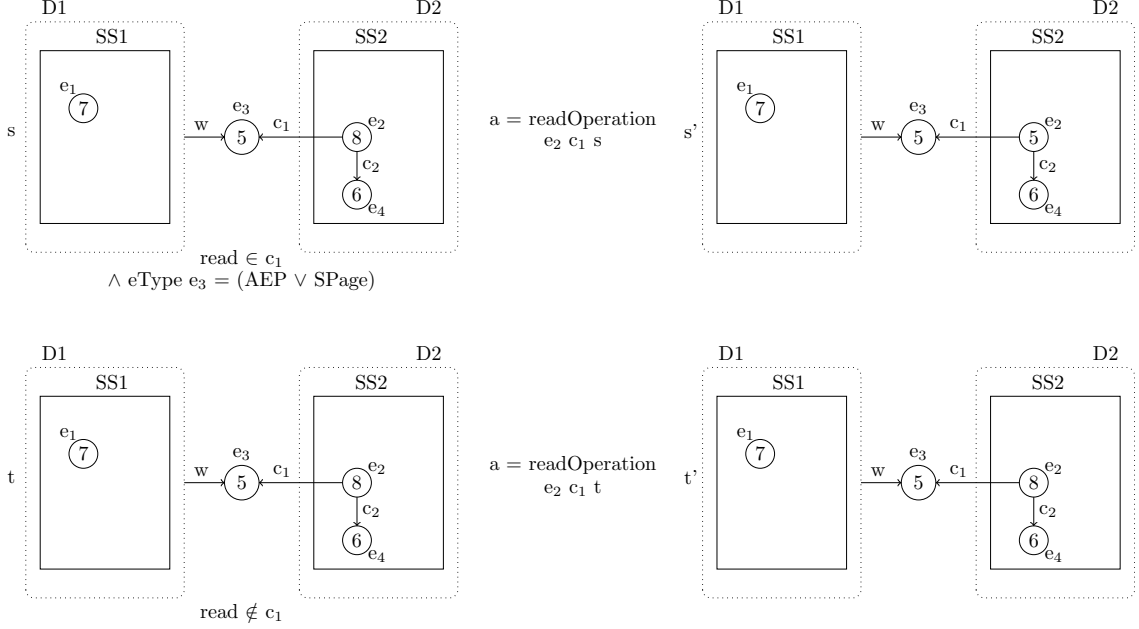 D1 D2 D1 D2
SS1 SS2 SS1 SS2
e₁ e₁
7 7
s w e₃ c₁ e₂ a = readOperation s' w e₃ c₁ e₂
5 8 e₂ c₁ s 5 5
c₂ c₂
6 6
e₄ e₄
read ∈ c₁
∧ eType e₃ = (AEP ∨ SPage)
D1 D2 D1 D2
SS1 SS2 SS1 SS2
e₁ e₁
7 7
t w e₃ c₁ e₂ a = readOperation t' w e₃ c₁ e₂
5 8 e₂ c₁ t 5 8
c₂ c₂
6 6
e₄ e₄
read ∉ c₁